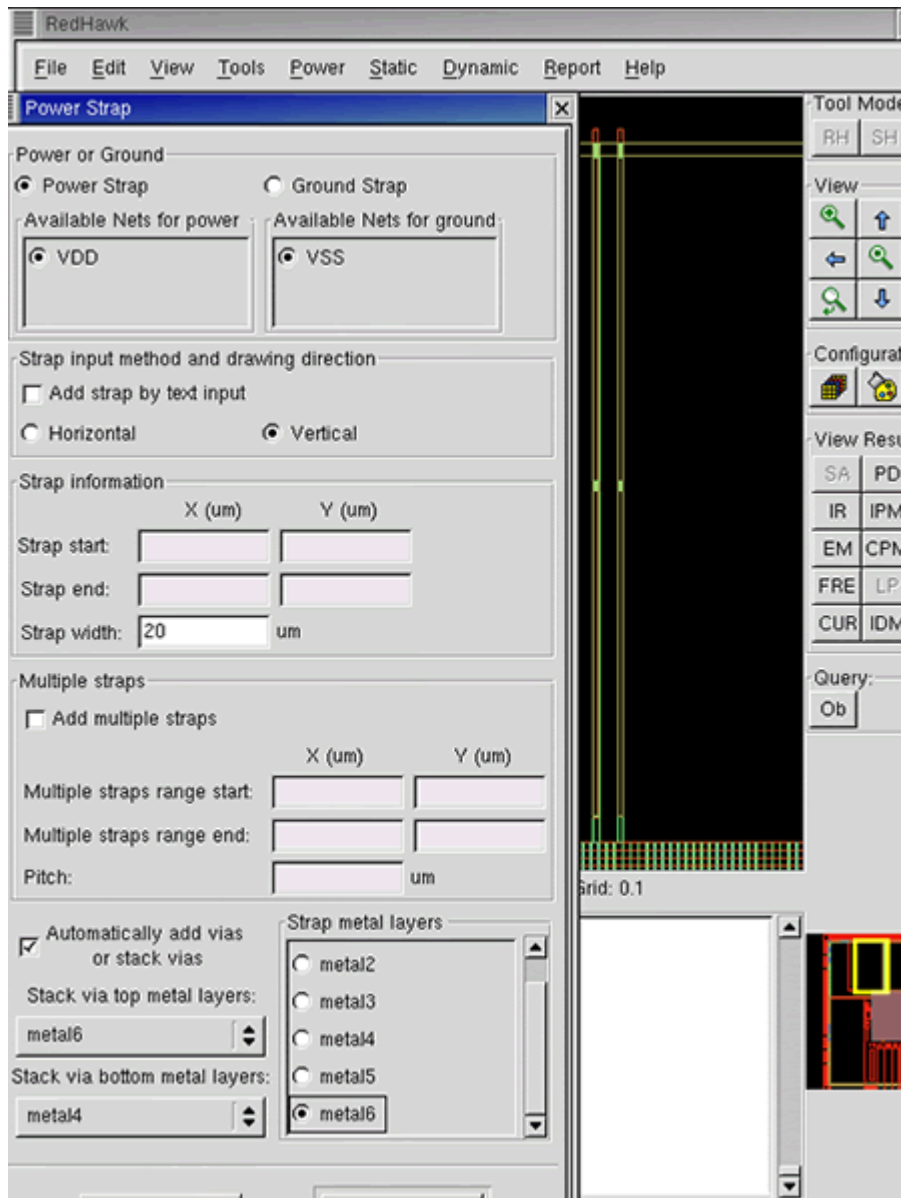 RedHawk
File Edit View Tools Power Static Dynamic Report Help
Power Strap
Power or Ground
Power Strap Ground Strap
Available Nets for power Available Nets for ground
VDD VSS
Strap input method and drawing direction
Add strap by text input
Horizontal Vertical
Strap information
X (um) Y (um)
Strap start:
Strap end:
Strap width: 20 um
Multiple straps
Add multiple straps
X (um) Y (um)
Multiple straps range start:
Multiple straps range end:
Pitch: um
Automatically add vias
or stack vias
Stack via top metal layers:
metal6
Stack via bottom metal layers:
metal4
Strap metal layers
metal2
metal3
metal4
metal5
metal6
Grid: 0.1
Tool Mode
RH SH
View
Configurat
View Resu
SA PD
IR IPM
EM CPM
FRE LP
CUR IDM
Query:
Ob